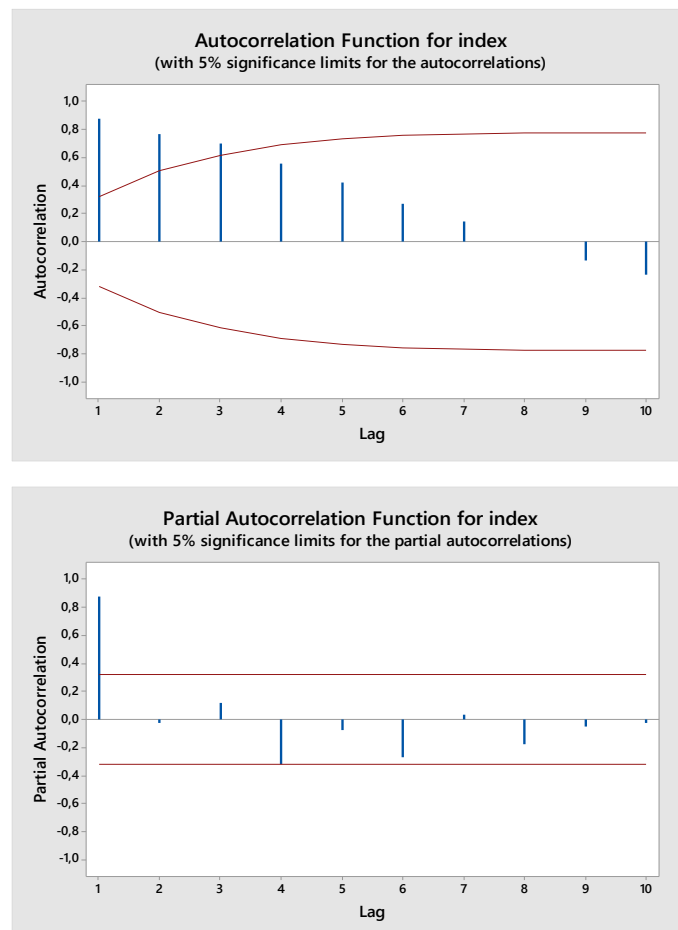 Autocorrelation Function for index
(with 5% significance limits for the autocorrelations)
Autocorrelation
1,0
0,8
0,6
0,4
0,2
0,0
-0,2
-0,4
-0,6
-0,8
-1,0
1 2 3 4 5 6 7 8 9 10
Lag
Partial Autocorrelation Function for index
(with 5% significance limits for the partial autocorrelations)
Partial Autocorrelation
1,0
0,8
0,6
0,4
0,2
0,0
-0,2
-0,4
-0,6
-0,8
-1,0
1 2 3 4 5 6 7 8 9 10
Lag